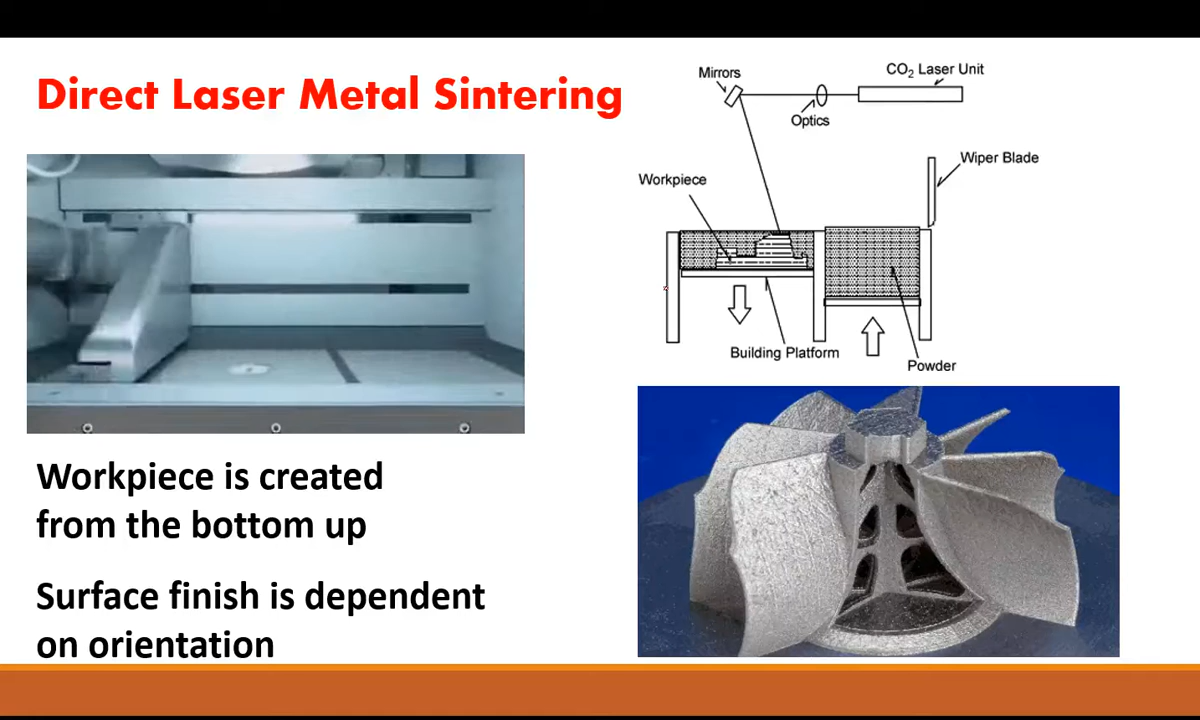 Direct Laser Metal Sintering
Mirrors
CO₂ Laser Unit
Optics
Wiper Blade
Workpiece
Building Platform
Powder
Workpiece is created
from the bottom up
Surface finish is dependent
on orientation